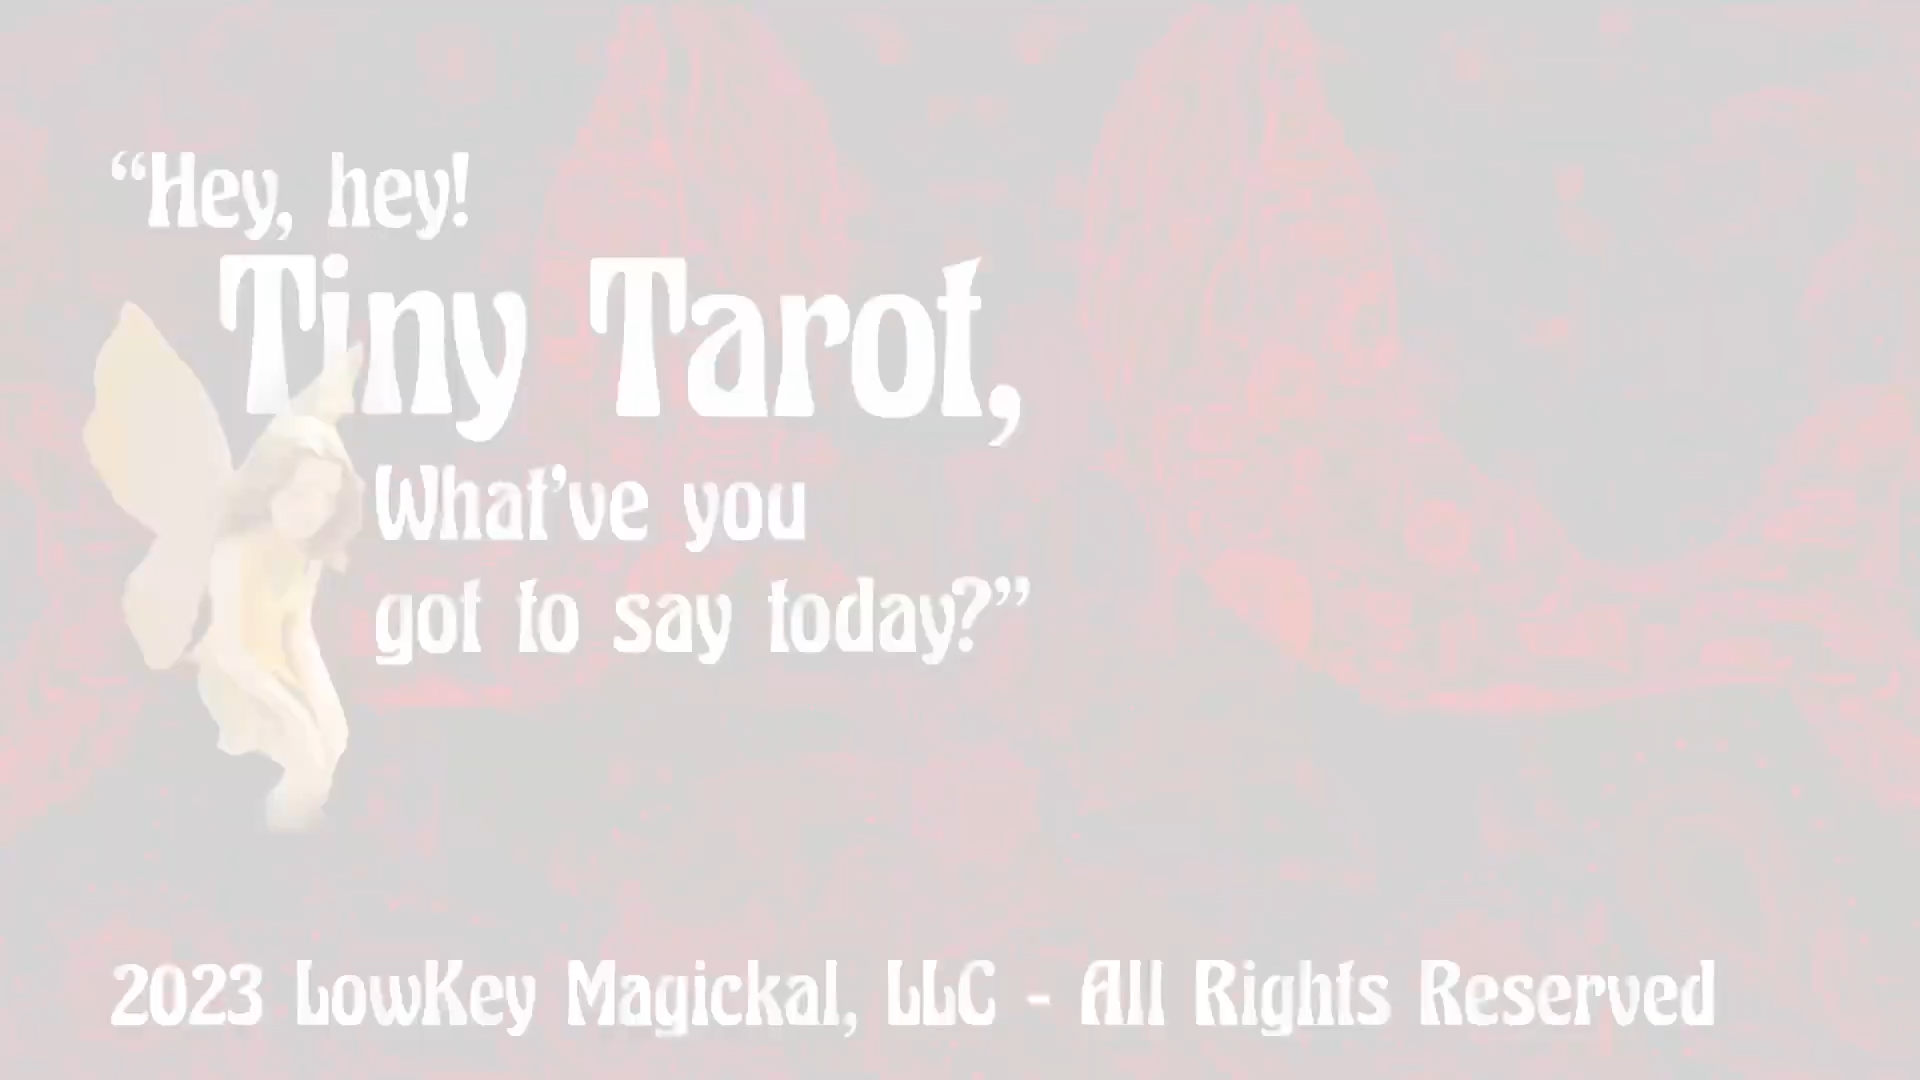 “Hey, hey!
Tiny Tarot,
What’ve you
got to say today?”
2023 LowKey Magickal, LLC - All Rights Reserved